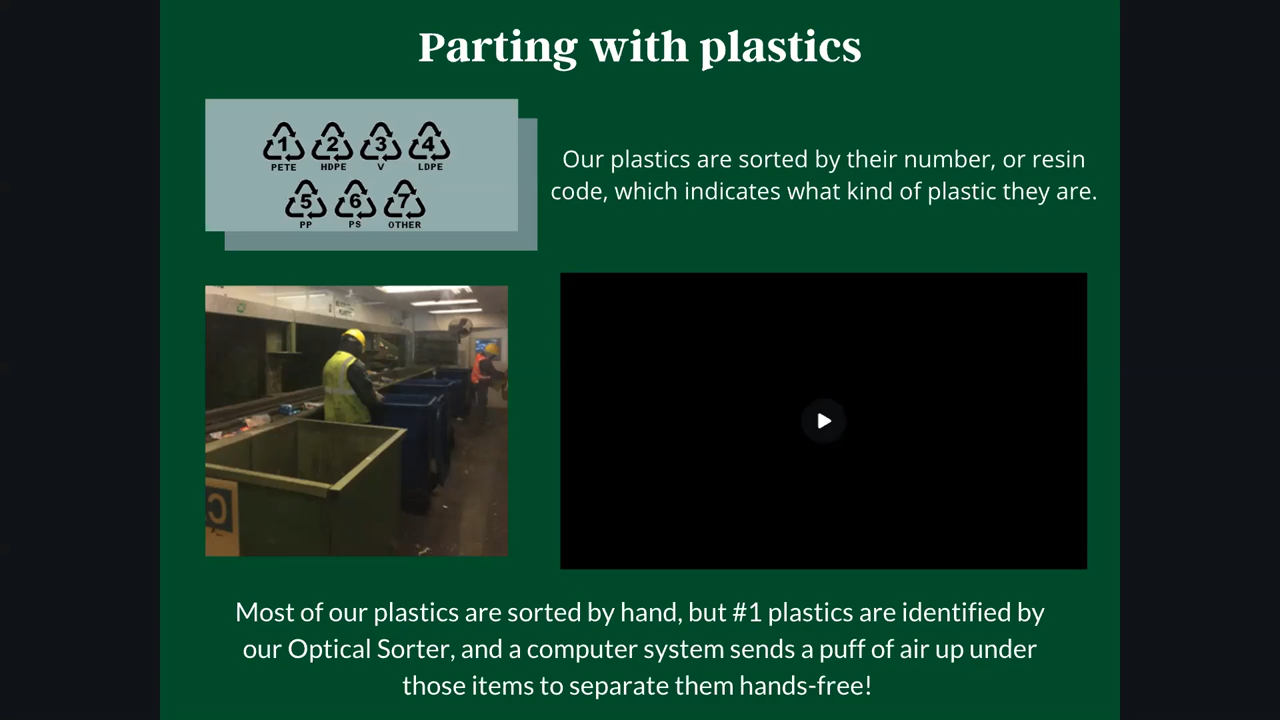 Parting with plastics
1 2 3 4
PETE HDPE V LDPE
5 6 7
PP PS OTHER
Our plastics are sorted by their number, or resin
code, which indicates what kind of plastic they are.
Most of our plastics are sorted by hand, but #1 plastics are identified by
our Optical Sorter, and a computer system sends a puff of air up under
those items to separate them hands-free!